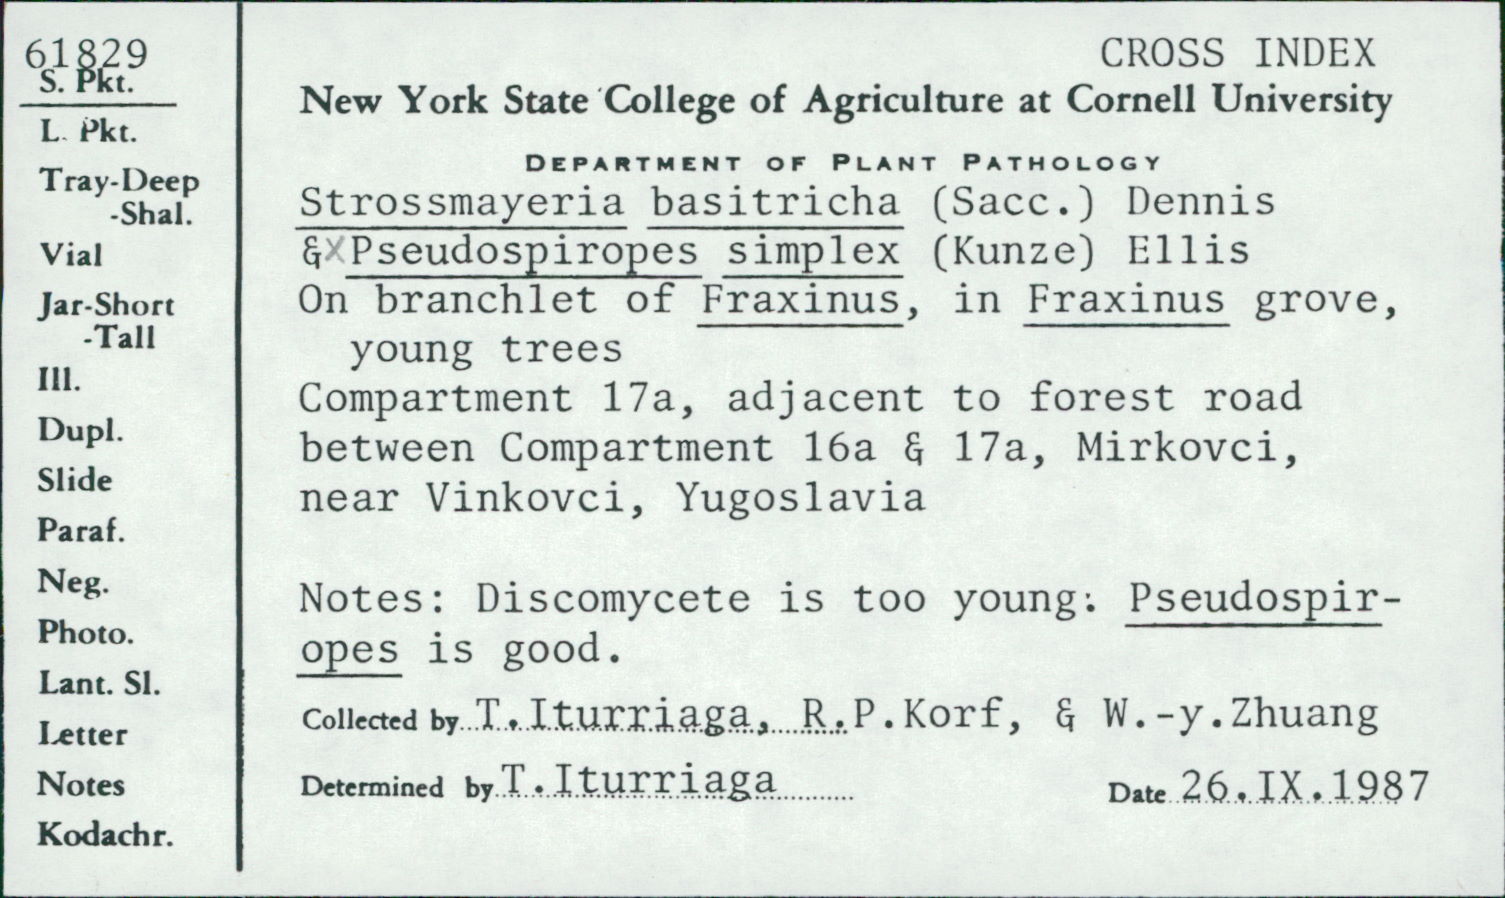 61829
S. Pkt.
L. Pkt.
Tray-Deep
-Shal.
Vial
Jar-Short
-Tall
Ill.
Dupl.
Slide
Paraf.
Neg.
Photo.
Lant. Sl.
Letter
Notes
Kodachr.
CROSS INDEX
New York State College of Agriculture at Cornell University
DEPARTMENT OF PLANT PATHOLOGY
Strossmayeria basitricha (Sacc.) Dennis
&XPseudospiropes simplex (Kunze) Ellis
On branchlet of Fraxinus, in Fraxinus grove,
young trees
Compartment 17a, adjacent to forest road
between Compartment 16a & 17a, Mirkovci,
near Vinkovci, Yugoslavia
Notes: Discomycete is too young. Pseudospir-
opes is good.
Collected by T.Iturriaga, R.P.Korf, & W.-y.Zhuang
Determined by T.Iturriaga Date 26.IX.1987